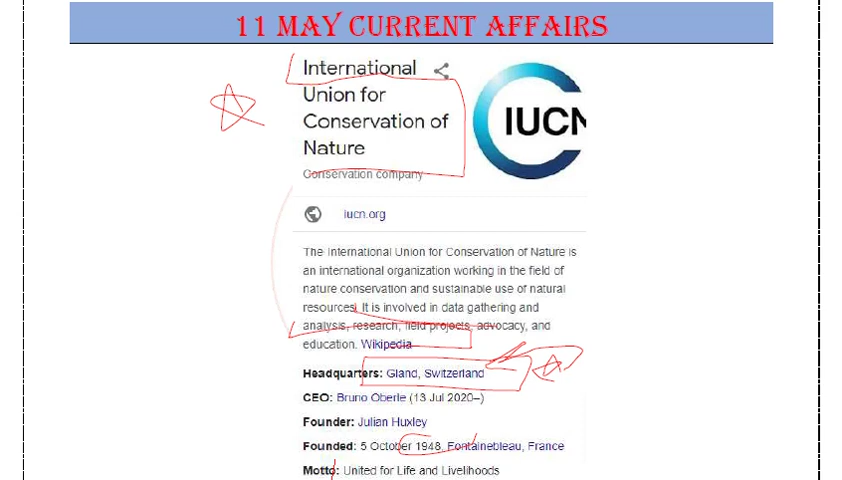 11 MAY CURRENT AFFAIRS
International
Union for
Conservation of
Nature
Conservation company
IUCN
iucn.org
The International Union for Conservation of Nature is
an international organization working in the field of
nature conservation and sustainable use of natural
resources. It is involved in data gathering and
analysis, research, field projects, advocacy, and
education. Wikipedia
Headquarters: Gland, Switzerland
CEO: Bruno Oberle (13 Jul 2020–)
Founder: Julian Huxley
Founded: 5 October 1948, Fontainebleau, France
Motto: United for Life and Livelihoods